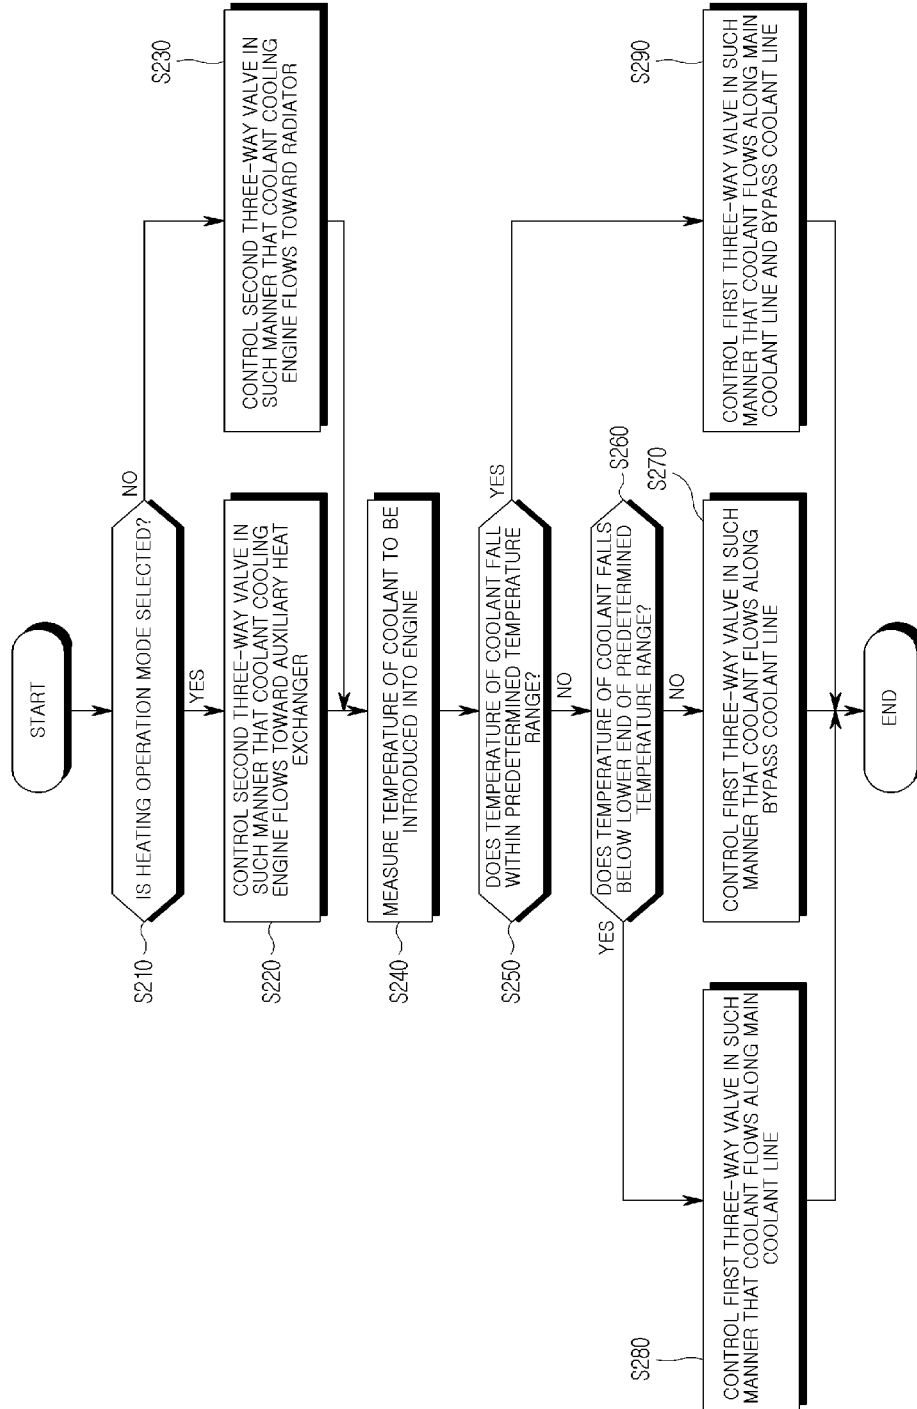 START
IS HEATING OPERATION MODE SELECTED?
S210
NO
YES
CONTROL SECOND THREE-WAY VALVE IN
SUCH MANNER THAT COOLANT COOLING
ENGINE FLOWS TOWARD AUXILIARY HEAT
EXCHANGER
S220
CONTROL SECOND THREE-WAY VALVE IN
SUCH MANNER THAT COOLANT COOLING
ENGINE FLOWS TOWARD RADIATOR
S230
MEASURE TEMPERATURE OF COOLANT TO BE
INTRODUCED INTO ENGINE
S240
DOES TEMPERATURE OF COOLANT FALL
WITHIN PREDETERMINED TEMPERATURE
RANGE?
S250
YES
NO
DOES TEMPERATURE OF COOLANT FALLS
BELOW LOWER END OF PREDETERMINED
TEMPERATURE RANGE?
S260
YES
NO
CONTROL FIRST THREE-WAY VALVE IN SUCH
MANNER THAT COOLANT FLOWS ALONG MAIN
COOLANT LINE
S280
CONTROL FIRST THREE-WAY VALVE IN SUCH
MANNER THAT COOLANT FLOWS ALONG
BYPASS COOLANT LINE
S270
CONTROL FIRST THREE-WAY VALVE IN SUCH
MANNER THAT COOLANT FLOWS ALONG MAIN
COOLANT LINE AND BYPASS COOLANT LINE
S290
END